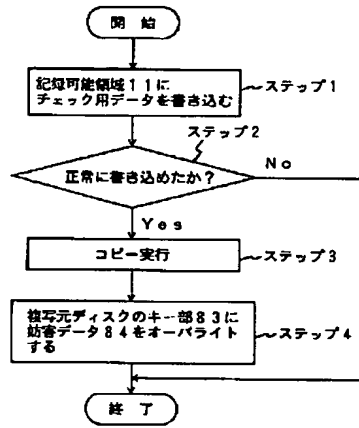 開 始
記録可能領域11に
チェック用データを書き込む
ステップ1
ステップ2
正常に書き込めたか?
No
Yes
コピー実行
ステップ3
複写元ディスクのキー部83に
妨害データ84をオーバライト
する
ステップ4
終 了